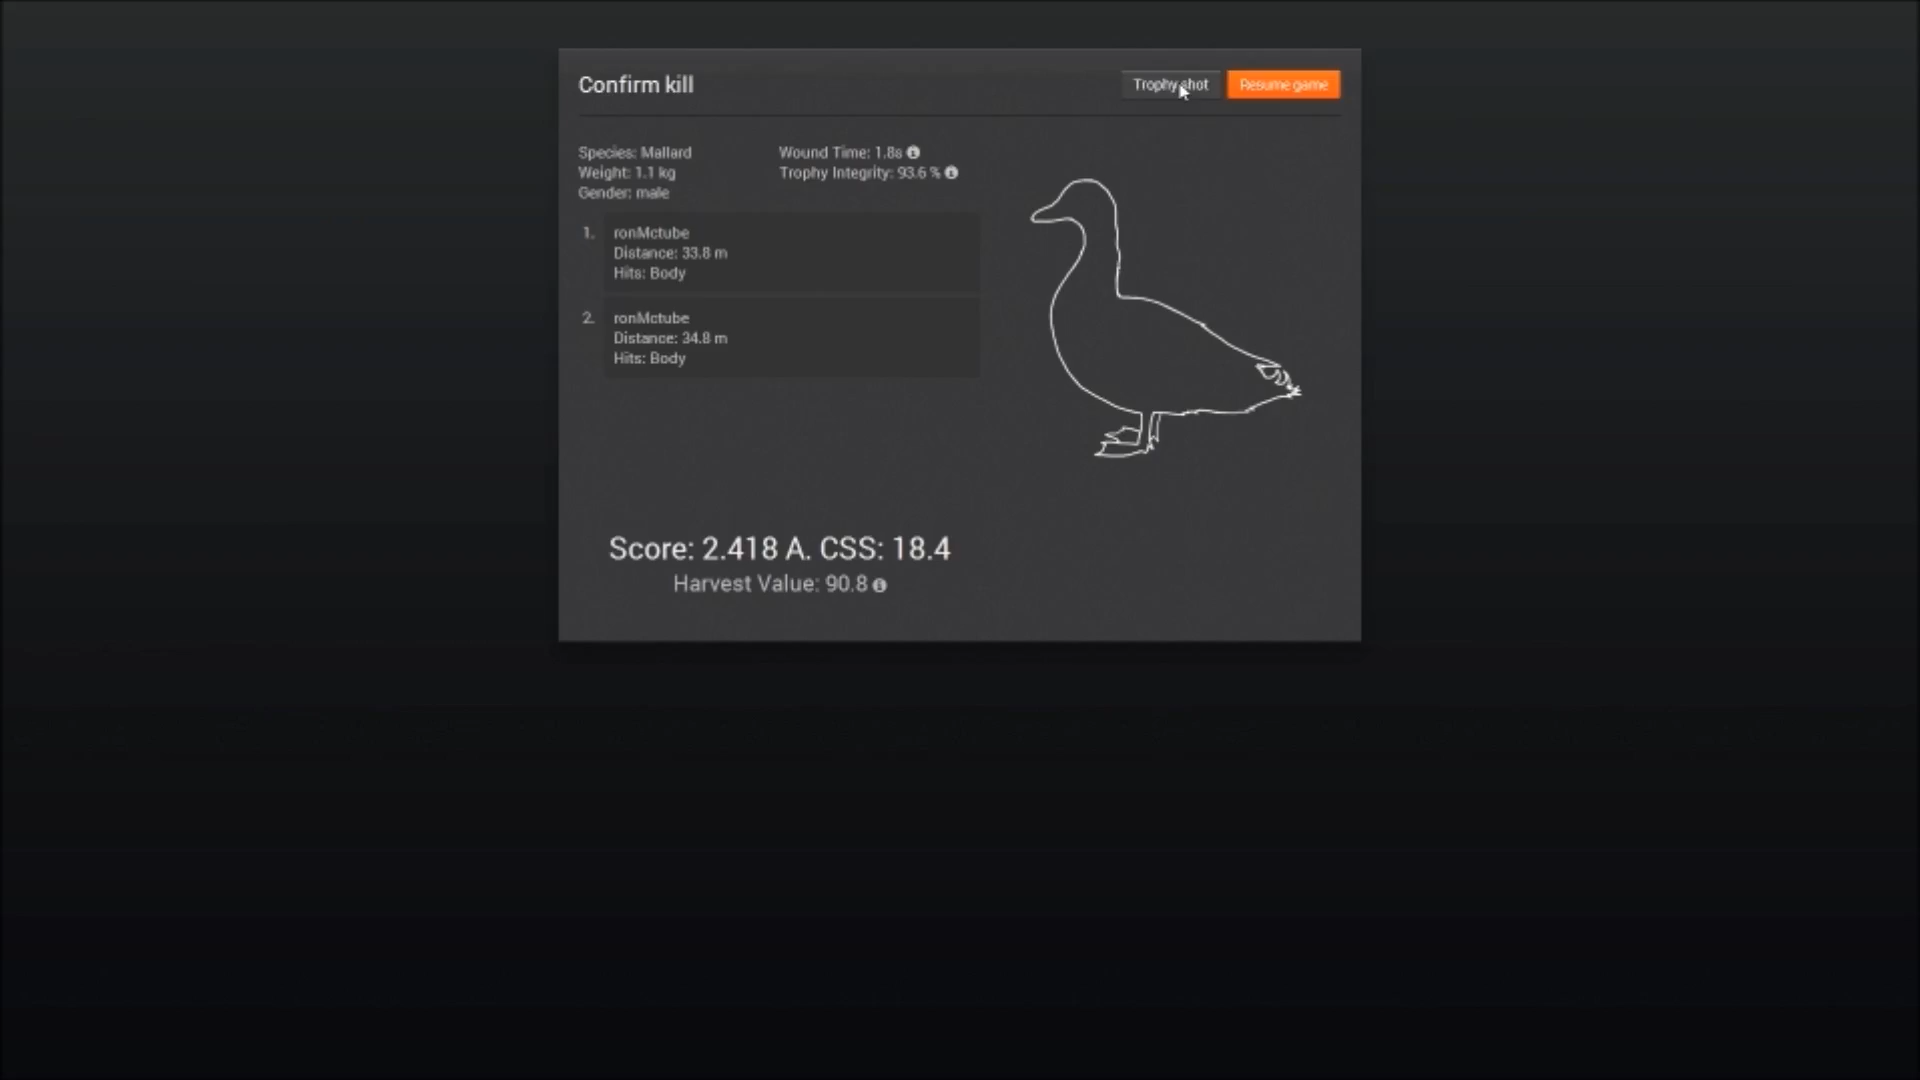 Confirm kill
Trophy shot
Resume game
Species: Mallard
Weight: 1.1 kg
Gender: male
Wound Time: 1.8s
Trophy Integrity: 93.6 %
1. ronMctube
Distance: 33.8 m
Hits: Body
2. ronMctube
Distance: 34.8 m
Hits: Body
Score: 2.418 A. CSS: 18.4
Harvest Value: 90.8